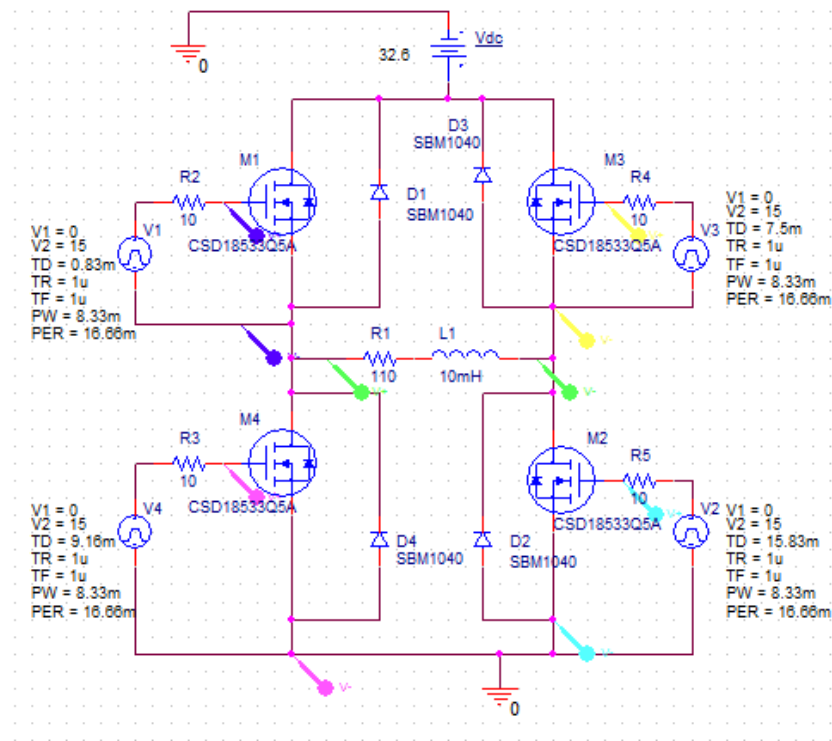 Vdc
32.6
0
D3
SBM1040
M1
M3
R2
10
D1
SBM1040
R4
10
CSD18533Q5A
CSD18533Q5A
V1
V1 = 0
V2 = 15
TD = 0.83m
TR = 1u
TF = 1u
PW = 8.33m
PER = 16.66m
V3
V1 = 0
V2 = 15
TD = 7.5m
TR = 1u
TF = 1u
PW = 8.33m
PER = 16.66m
V-
R1
110
L1
10mH
V+
V-
M4
M2
R3
10
R5
10
CSD18533Q5A
CSD18533Q5A
V+
V4
V1 = 0
V2 = 15
TD = 9.16m
TR = 1u
TF = 1u
PW = 8.33m
PER = 16.66m
D4
SBM1040
D2
SBM1040
V2
V1 = 0
V2 = 15
TD = 15.83m
TR = 1u
TF = 1u
PW = 8.33m
PER = 16.66m
V-
V-
0